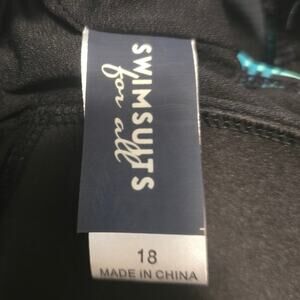 SWIMSUITS
for all
18
MADE IN CHINA